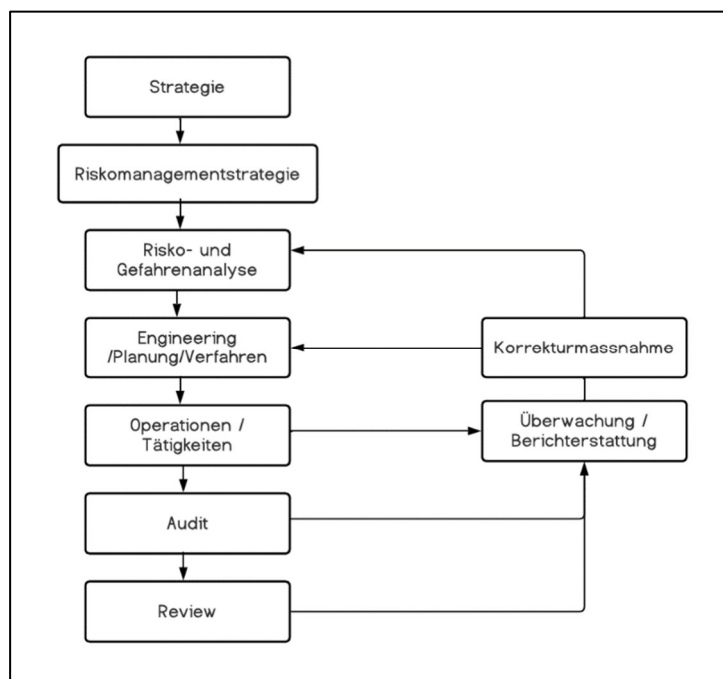 Strategie
Riskomanagementstrategie
Risko- und
Gefahrenanalyse
Engineering
/Planung/Verfahren
Korrekturmassnahme
Operationen /
Tätigkeiten
Überwachung /
Berichterstattung
Audit
Review